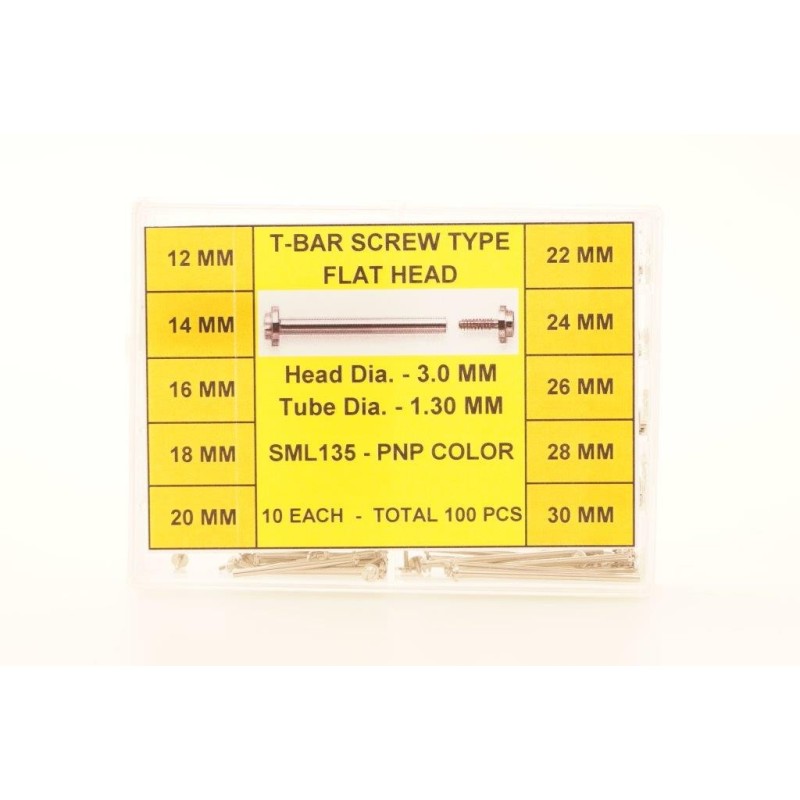 T-BAR SCREW TYPE
FLAT HEAD
12 MM
14 MM
16 MM
18 MM
20 MM
Head Dia. - 3.0 MM
Tube Dia. - 1.30 MM
SML135 - PNP COLOR
10 EACH - TOTAL 100 PCS
22 MM
24 MM
26 MM
28 MM
30 MM